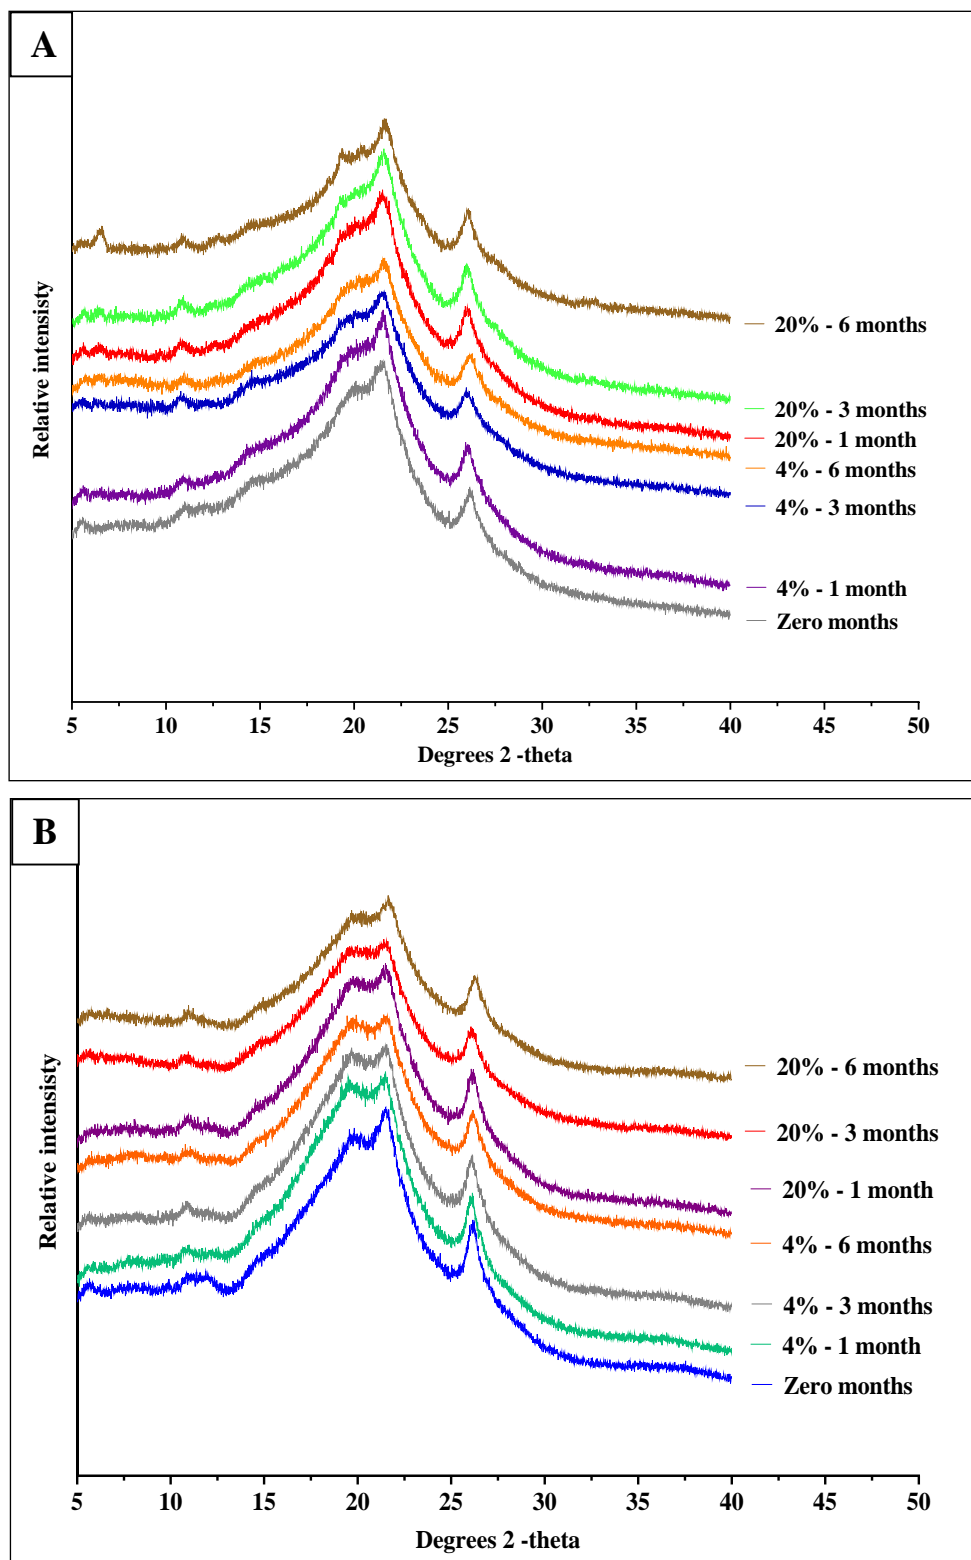 A
Relative intensisty
20% - 6 months
20% - 3 months
20% - 1 month
4% - 6 months
4% - 3 months
4% - 1 month
Zero months
5 10 15 20 25 30 35 40 45 50
Degrees 2 -theta
B
Relative intensisty
20% - 6 months
20% - 3 months
20% - 1 month
4% - 6 months
4% - 3 months
4% - 1 month
Zero months
5 10 15 20 25 30 35 40 45 50
Degrees 2 -theta